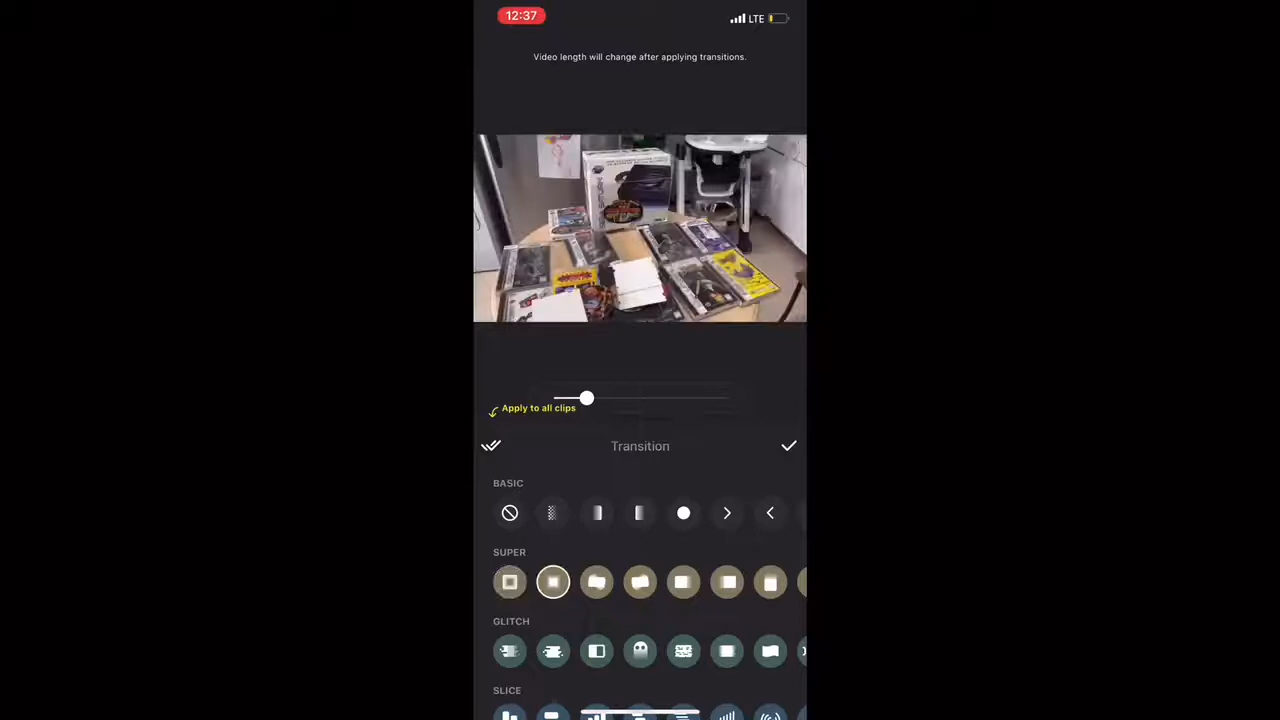 12:37
LTE
Video length will change after applying transitions.
Apply to all clips
Transition
BASIC
SUPER
GLITCH
SLICE